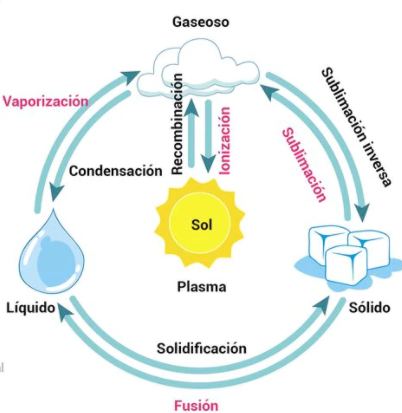 Gaseoso
Vaporización
Condensación
Recombinación
Ionización
Sublimación
Sublimación inversa
Sol
Plasma
Líquido
Sólido
Solidificación
Fusión